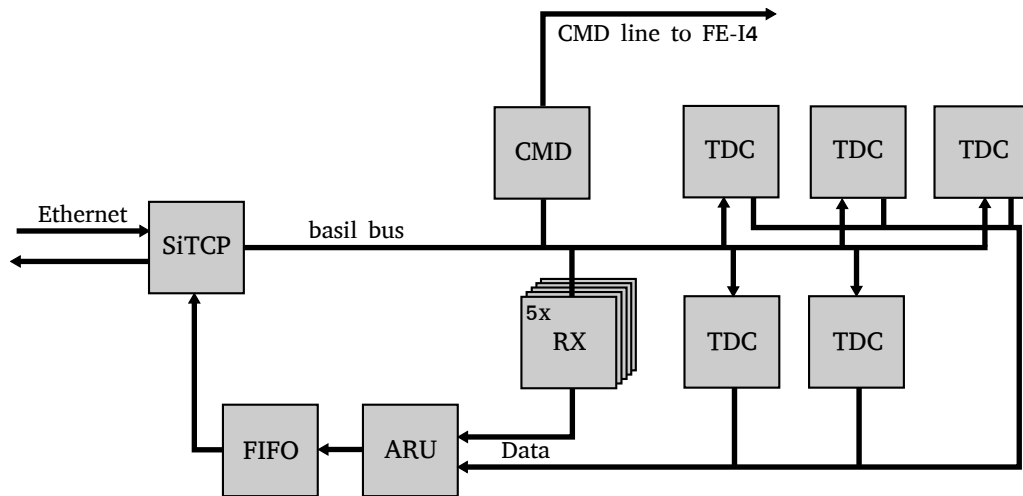 CMD line to FE-I4
CMD
TDC
TDC
TDC
Ethernet
SiTCP
basil bus
5x
RX
TDC
TDC
FIFO
ARU
Data